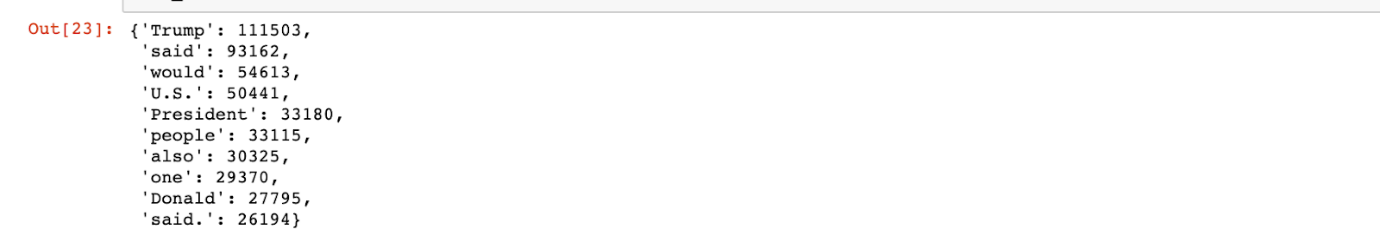 Out[23]: {'Trump': 111503,
'said': 93162,
'would': 54613,
'U.S.': 50441,
'President': 33180,
'people': 33115,
'also': 30325,
'one': 29370,
'Donald': 27795,
'said.': 26194}